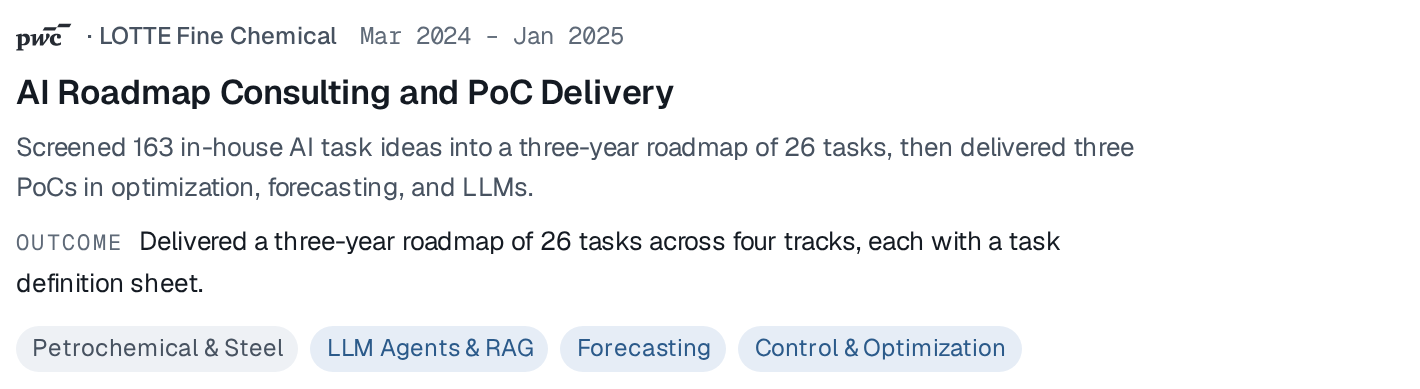 pwc · LOTTE Fine Chemical Mar 2024 – Jan 2025
AI Roadmap Consulting and PoC Delivery
Screened 163 in-house AI task ideas into a three-year roadmap of 26 tasks, then delivered three
PoCs in optimization, forecasting, and LLMs.
OUTCOME Delivered a three-year roadmap of 26 tasks across four tracks, each with a task
definition sheet.
Petrochemical & Steel LLM Agents & RAG Forecasting Control & Optimization